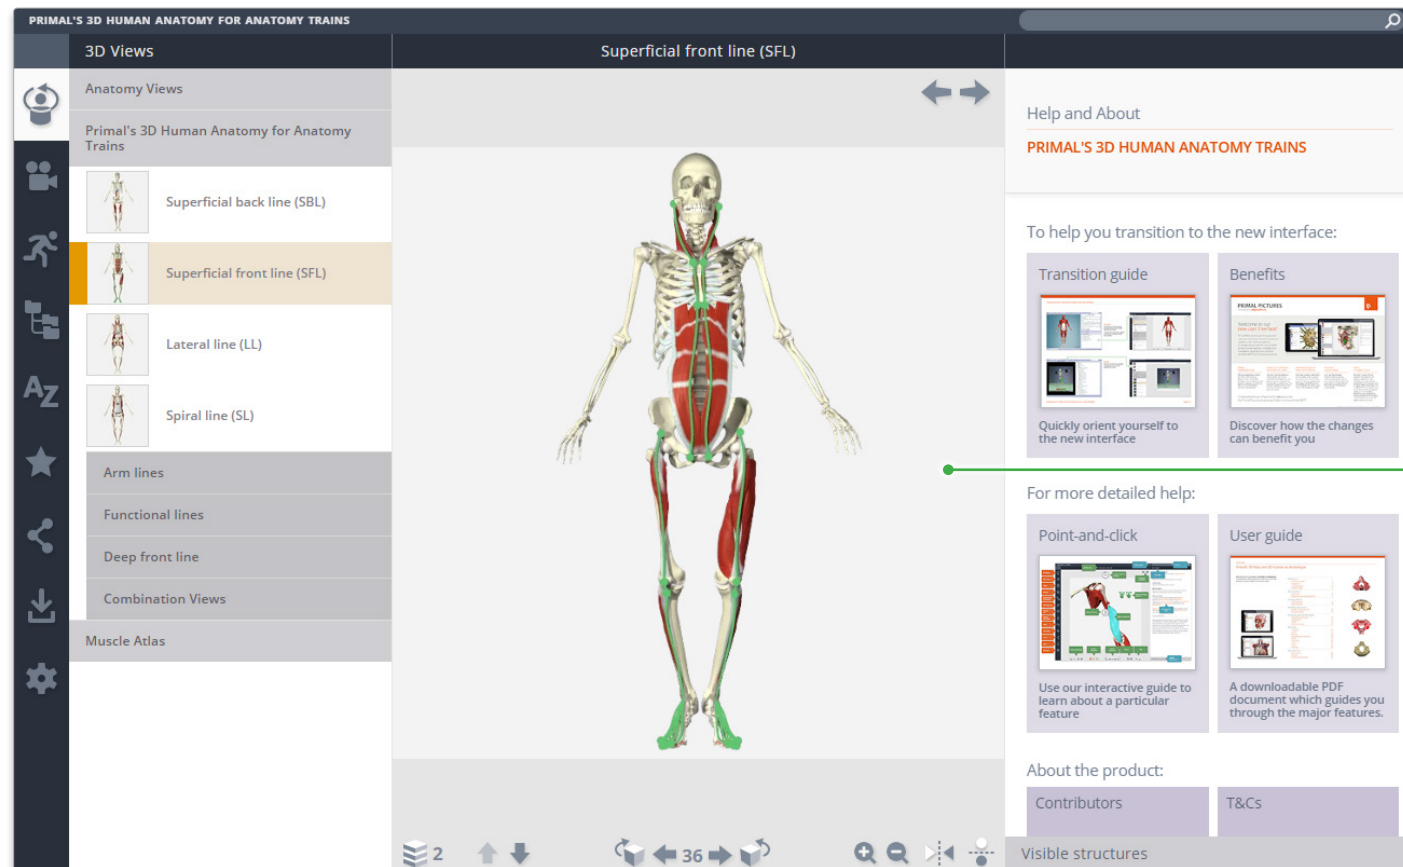 PRIMAL'S 3D HUMAN ANATOMY FOR ANATOMY TRAINS
3D Views
Superficial front line (SFL)
Anatomy Views
Primal's 3D Human Anatomy for Anatomy
Trains
Superficial back line (SBL)
Superficial front line (SFL)
Lateral line (LL)
Spiral line (SL)
Arm lines
Functional lines
Deep front line
Combination Views
Muscle Atlas
AZ
2
36
Help and About
PRIMAL'S 3D HUMAN ANATOMY TRAINS
To help you transition to the new interface:
Transition guide
Quickly orient yourself to
the new interface
Benefits
PRIMAL PICTURES
Discover how the changes
can benefit you
For more detailed help:
Point-and-click
Use our interactive guide to
learn about a particular
feature
User guide
A downloadable PDF
document which guides you
through the major features.
About the product:
Contributors
T&Cs
Visible structures